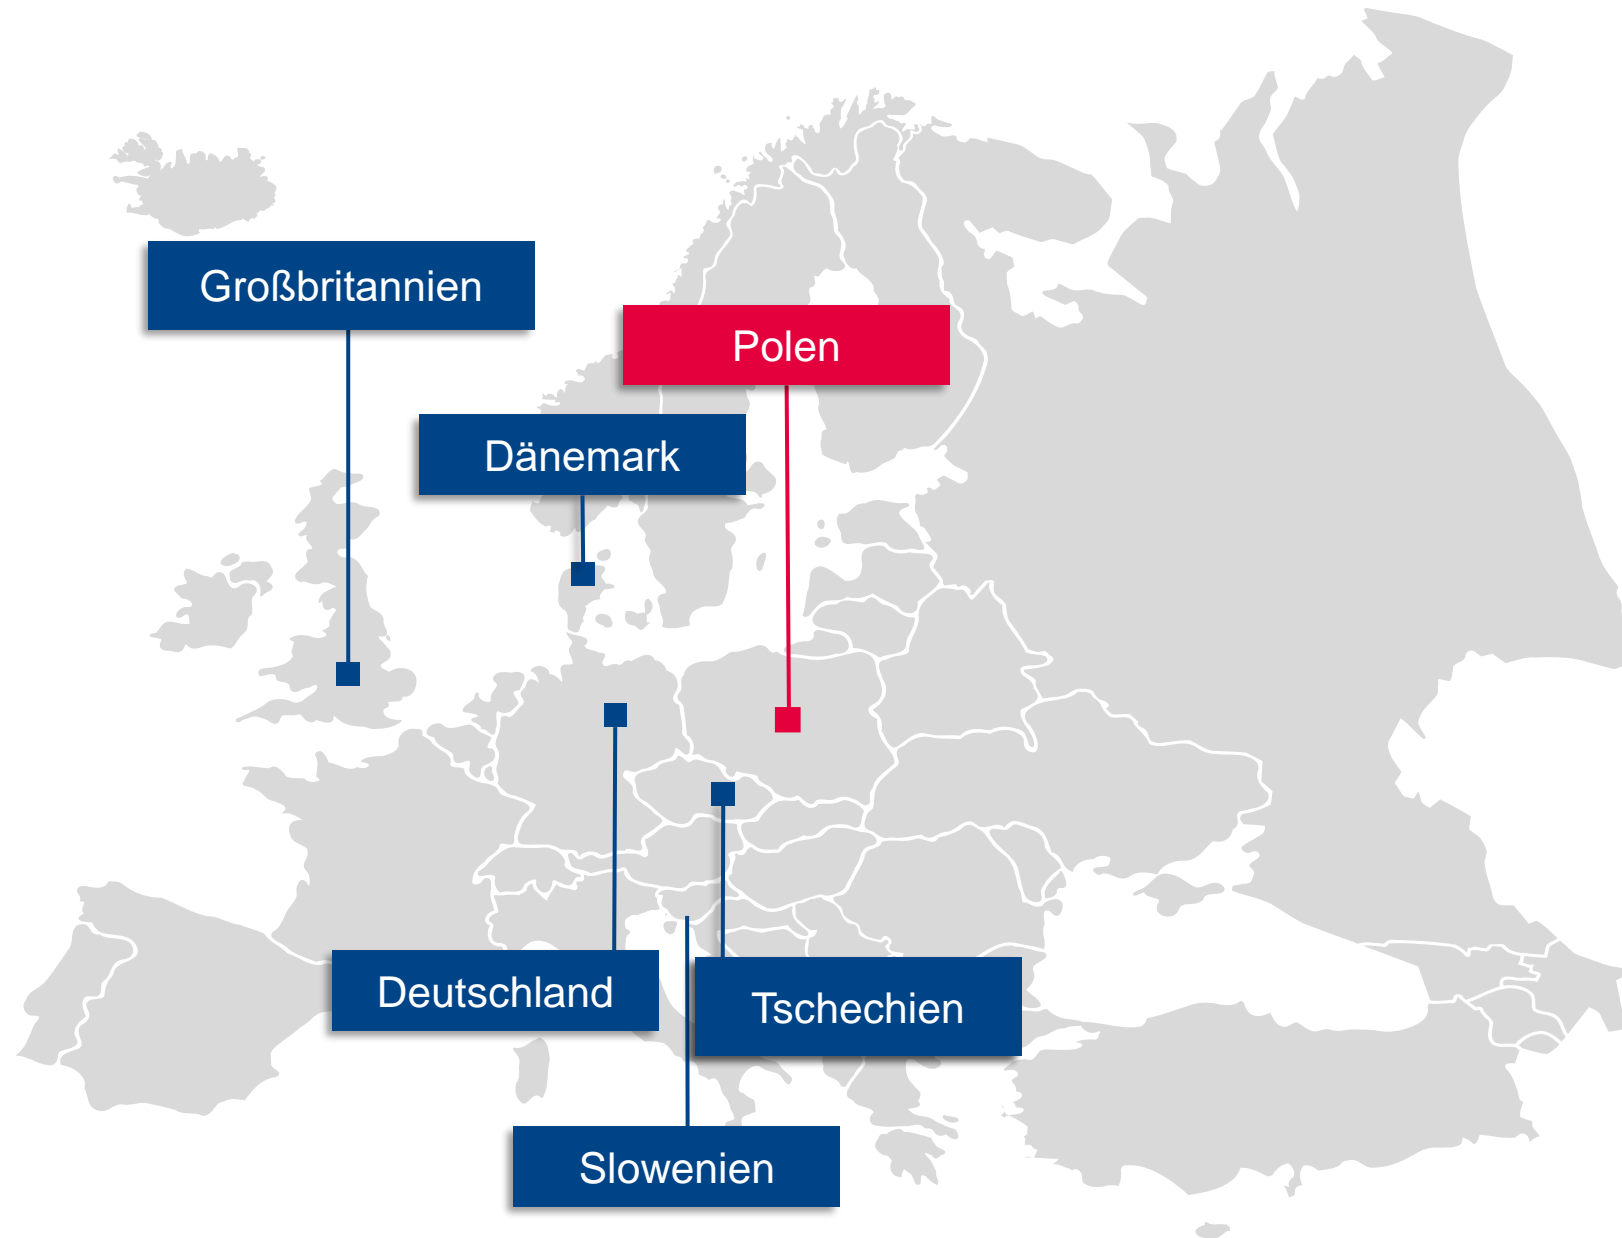 Großbritannien
Polen
Dänemark
Deutschland
Tschechien
Slowenien